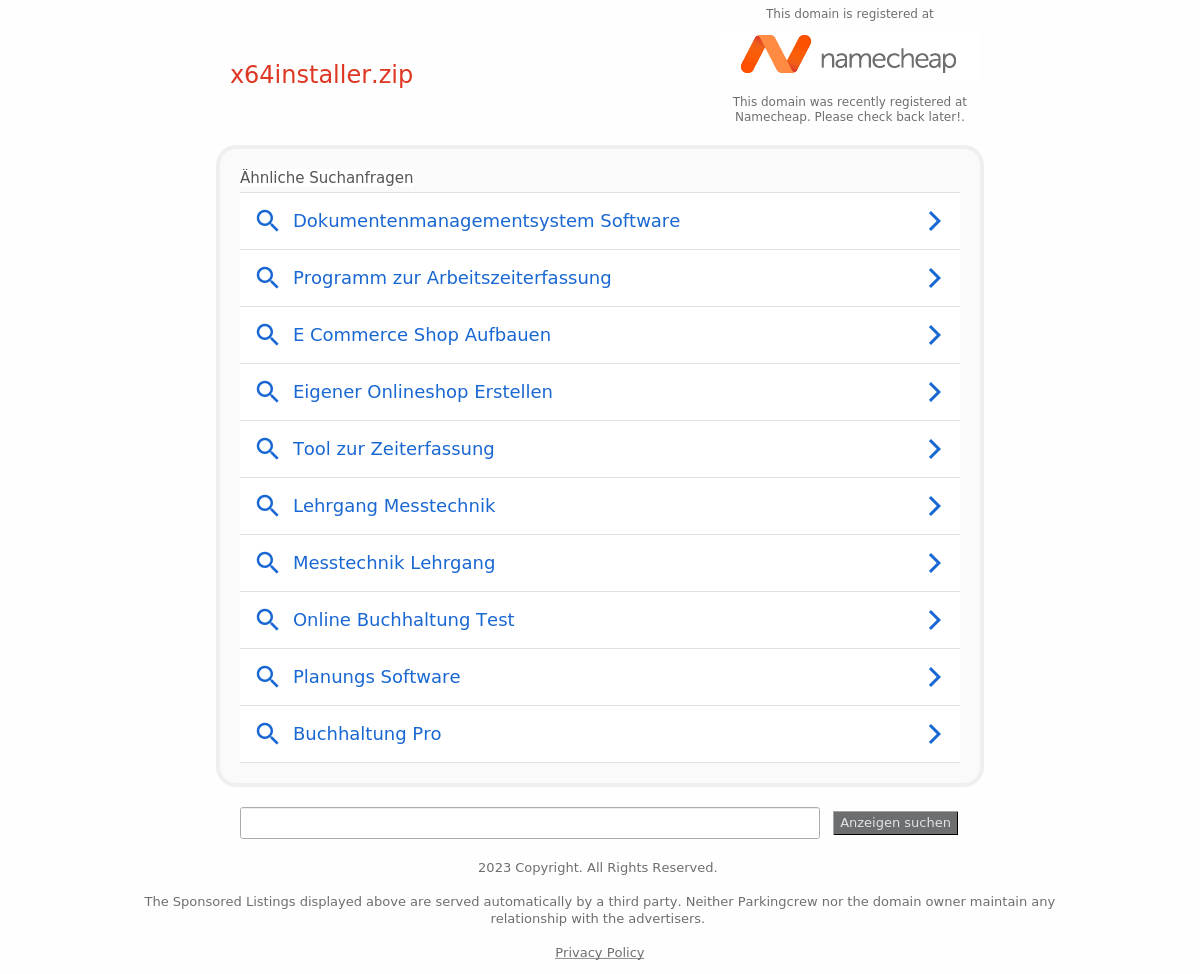 This domain is registered at
namecheap
x64installer.zip
This domain was recently registered at
Namecheap. Please check back later!.
Ähnliche Suchanfragen
Dokumentenmanagementsystem Software
Programm zur Arbeitszeiterfassung
E Commerce Shop Aufbauen
Eigener Onlineshop Erstellen
Tool zur Zeiterfassung
Lehrgang Messtechnik
Messtechnik Lehrgang
Online Buchhaltung Test
Planungs Software
Buchhaltung Pro
Anzeigen suchen
2023 Copyright. All Rights Reserved.
The Sponsored Listings displayed above are served automatically by a third party. Neither Parkingcrew nor the domain owner maintain any
relationship with the advertisers.
Privacy Policy